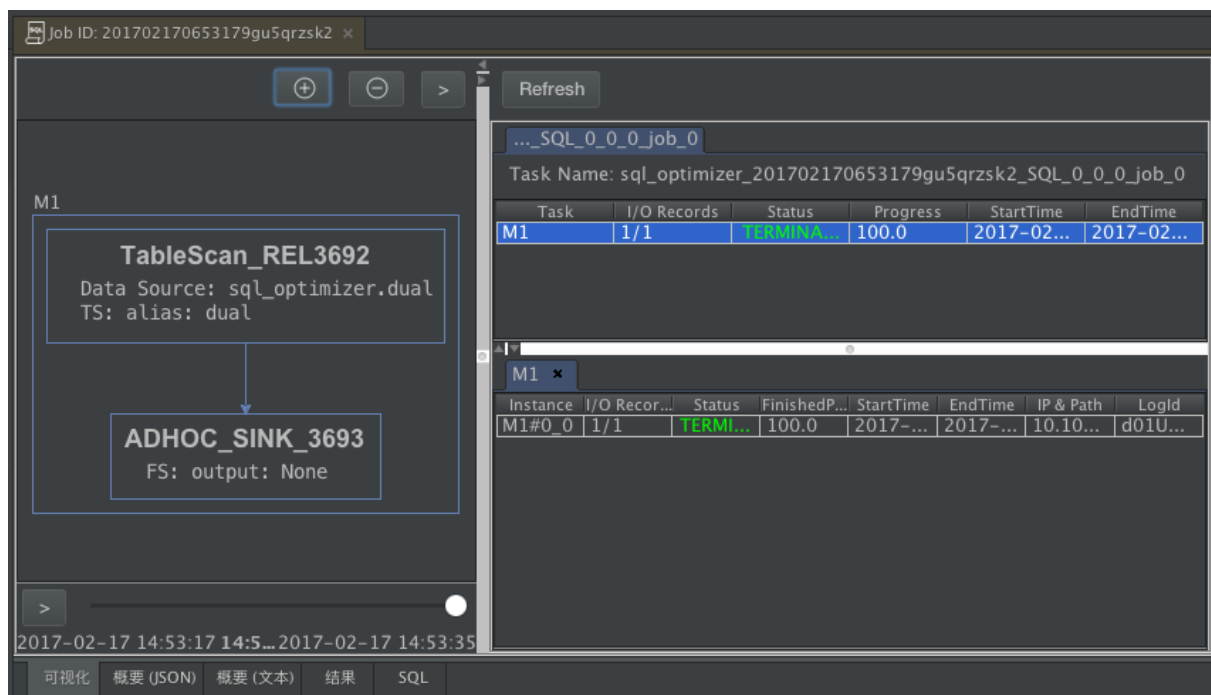 Job ID: 201702170653179gu5qrzsk2 ×
>
Refresh
..._SQL_0_0_0_job_0
Task Name: sql_optimizer_201702170653179gu5qrzsk2_SQL_0_0_0_job_0
Task I/O Records Status Progress StartTime EndTime
M1 1/1 TERMINA... 100.0 2017-02... 2017-02...
M1
TableScan_REL3692
Data Source: sql_optimizer.dual
TS: alias: dual
ADHOC_SINK_3693
FS: output: None
M1 ×
Instance I/O Recor... Status FinishedP... StartTime EndTime IP & Path LogId
M1#0_0 1/1 TERMI... 100.0 2017-... 2017-... 10.10... d01U...
>
2017-02-17 14:53:17 14:5... 2017-02-17 14:53:35
可视化 概要 (JSON) 概要 (文本) 结果 SQL